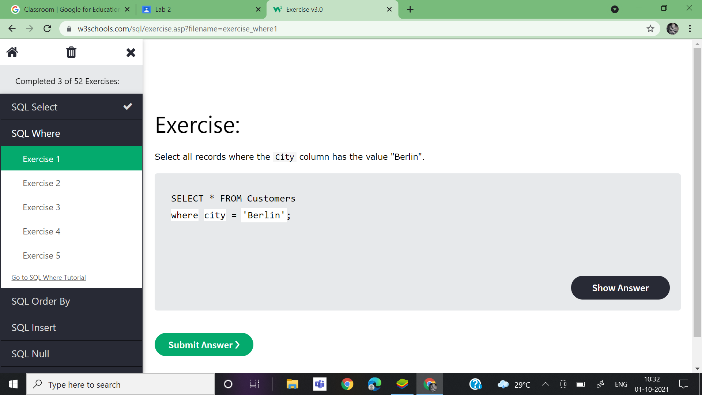 Classroom | Google for Education
Lab 2
Exercise v3.0
w3schools.com/sql/exercise.asp?filename=exercise_where1
Completed 3 of 52 Exercises:
SQL Select
SQL Where
Exercise 1
Exercise 2
Exercise 3
Exercise 4
Exercise 5
Go to SQL Where Tutorial
SQL Order By
SQL Insert
SQL Null
Exercise:
Select all records where the City column has the value "Berlin".
SELECT * FROM Customers
where city = 'Berlin';
Show Answer
Submit Answer ❯
Type here to search
29°C
ENG
10:32
01-10-2021